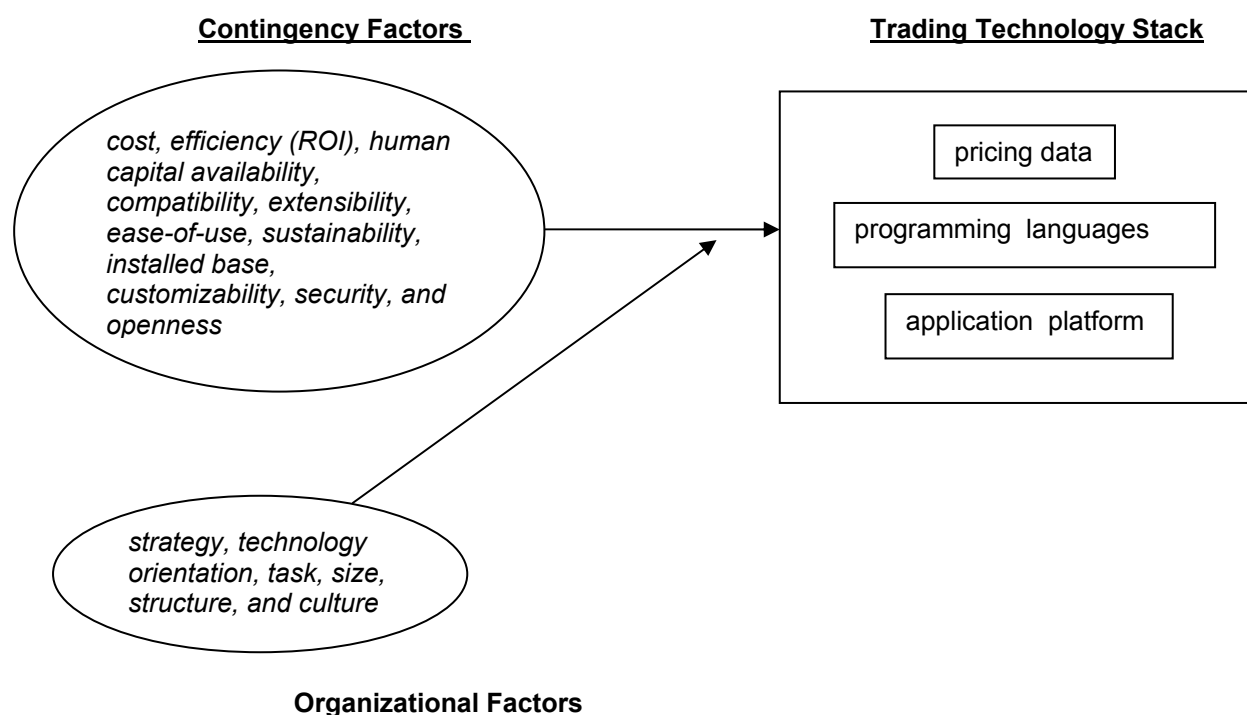 Contingency Factors
Trading Technology Stack
cost, efficiency (ROI), human
capital availability,
compatibility, extensibility,
ease-of-use, sustainability,
installed base,
customizability, security, and
openness
pricing data
programming languages
application platform
strategy, technology
orientation, task, size,
structure, and culture
Organizational Factors